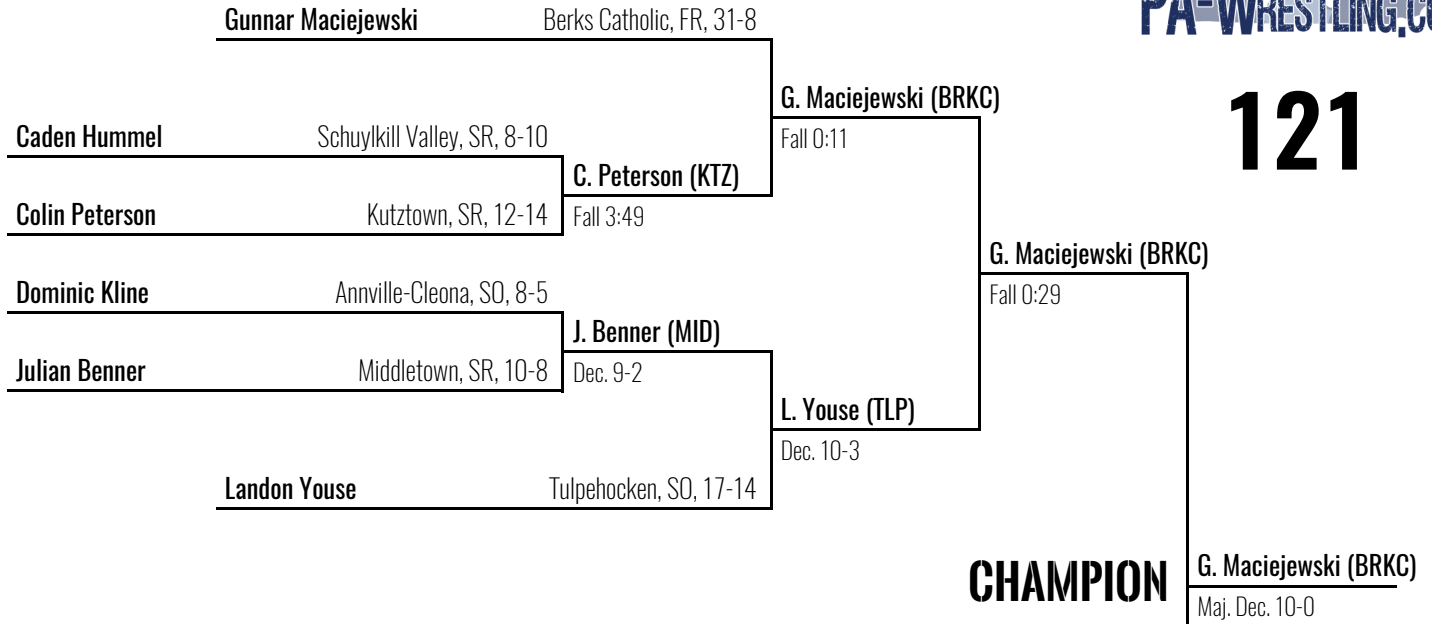 PA-WRESTLING.CO
Gunnar Maciejewski Berks Catholic, FR, 31-8
121
G. Maciejewski (BRKC)
Fall 0:11
Caden Hummel Schuylkill Valley, SR, 8-10
C. Peterson (KTZ)
Colin Peterson Kutztown, SR, 12-14
Fall 3:49
G. Maciejewski (BRKC)
Fall 0:29
Dominic Kline Annville-Cleona, SO, 8-5
J. Benner (MID)
Julian Benner Middletown, SR, 10-8
Dec. 9-2
L. Youse (TLP)
Dec. 10-3
Landon Youse Tulpehocken, SO, 17-14
CHAMPION
G. Maciejewski (BRKC)
Maj. Dec. 10-0